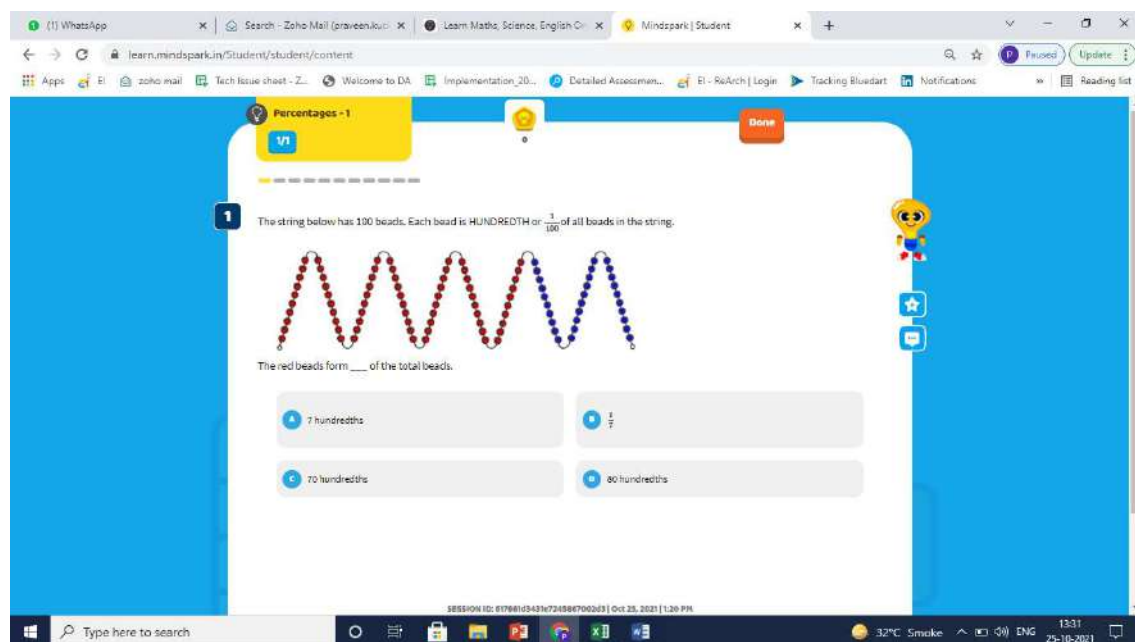 (1) WhatsApp
Search - Zoho Mail (praveen.kut
Learn Maths, Science, English O
Mindspark | Student
learn.mindspark.in/Student/student/content
Paused
Update
Apps
EI
zoho mail
Tech Issue sheet - Z...
Welcome to DA
Implementation_20...
Detailed Assessmen...
EI - ReArch | Login
Tracking Bluedart
Notifications
»
Reading list
Percentages - 1
1/1
0
Done
1
The string below has 100 beads. Each bead is HUNDREDTH or 1/100 of all beads in the string.
The red beads form ___ of the total beads.
A 7 hundredths
B 1/7
C 70 hundredths
D 80 hundredths
Oct 25, 2021 | 1:20 PM
Type here to search
32°C Smoke
ENG
13:31
25-10-2021